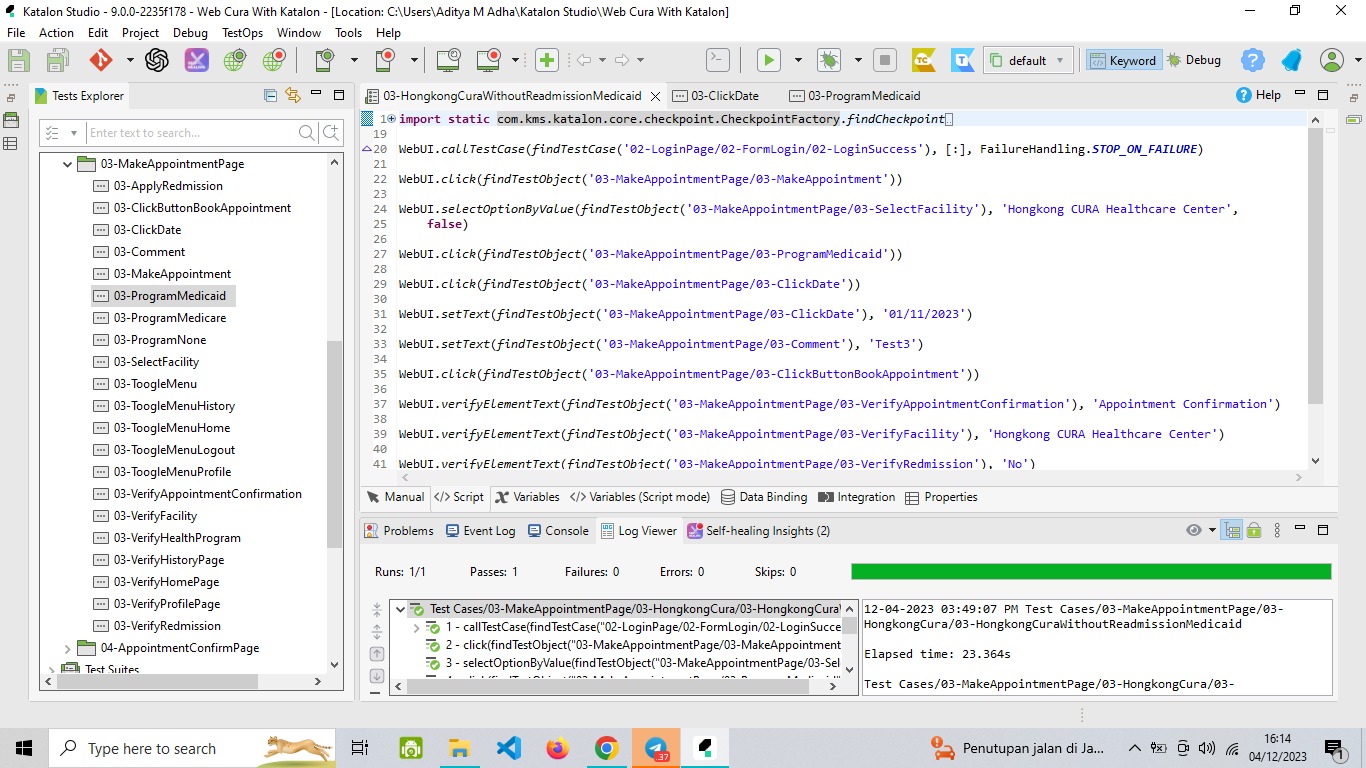 Katalon Studio - 9.0.0-2235f178 - Web Cura With Katalon - [Location: C:\Users\Aditya M Adha\Katalon Studio\Web Cura With Katalon]
File Action Edit Project Debug TestOps Window Tools Help
default
Keyword
Debug
Tests Explorer
Enter text to search...
03-MakeAppointmentPage
03-ApplyRedmission
03-ClickButtonBookAppointment
03-ClickDate
03-Comment
03-MakeAppointment
03-ProgramMedicaid
03-ProgramMedicare
03-ProgramNone
03-SelectFacility
03-ToogleMenu
03-ToogleMenuHistory
03-ToogleMenuHome
03-ToogleMenuLogout
03-ToogleMenuProfile
03-VerifyAppointmentConfirmation
03-VerifyFacility
03-VerifyHealthProgram
03-VerifyHistoryPage
03-VerifyHomePage
03-VerifyProfilePage
03-VerifyRedmission
04-AppointmentConfirmPage
Test Suites
03-HongkongCuraWithoutReadmissionMedicaid 03-ClickDate 03-ProgramMedicaid
Help
1 import static com.kms.katalon.core.checkpoint.CheckpointFactory.findCheckpoint
19
20 WebUI.callTestCase(findTestCase('02-LoginPage/02-FormLogin/02-LoginSuccess'), [:], FailureHandling.STOP_ON_FAILURE)
21
22 WebUI.click(findTestObject('03-MakeAppointmentPage/03-MakeAppointment'))
23
24 WebUI.selectOptionByValue(findTestObject('03-MakeAppointmentPage/03-SelectFacility'), 'Hongkong CURA Healthcare Center',
25 false)
26
27 WebUI.click(findTestObject('03-MakeAppointmentPage/03-ProgramMedicaid'))
28
29 WebUI.click(findTestObject('03-MakeAppointmentPage/03-ClickDate'))
30
31 WebUI.setText(findTestObject('03-MakeAppointmentPage/03-ClickDate'), '01/11/2023')
32
33 WebUI.setText(findTestObject('03-MakeAppointmentPage/03-Comment'), 'Test3')
34
35 WebUI.click(findTestObject('03-MakeAppointmentPage/03-ClickButtonBookAppointment'))
36
37 WebUI.verifyElementText(findTestObject('03-MakeAppointmentPage/03-VerifyAppointmentConfirmation'), 'Appointment Confirmation')
38
39 WebUI.verifyElementText(findTestObject('03-MakeAppointmentPage/03-VerifyFacility'), 'Hongkong CURA Healthcare Center')
40
41 WebUI.verifyElementText(findTestObject('03-MakeAppointmentPage/03-VerifyRedmission'), 'No')
Manual </> Script Variables </> Variables (Script mode) Data Binding Integration Properties
Problems Event Log Console Log Viewer Self-healing Insights (2)
Runs: 1/1 Passes: 1 Failures: 0 Errors: 0 Skips: 0
Test Cases/03-MakeAppointmentPage/03-HongkongCura/03-HongkongCuraW
1 - callTestCase(findTestCase("02-LoginPage/02-FormLogin/02-LoginSucce
2 - click(findTestObject("03-MakeAppointmentPage/03-MakeAppointment
3 - selectOptionByValue(findTestObject("03-MakeAppointmentPage/03-Sel
12-04-2023 03:49:07 PM Test Cases/03-MakeAppointmentPage/03-
HongkongCura/03-HongkongCuraWithoutReadmissionMedicaid
Elapsed time: 23.364s
Test Cases/03-MakeAppointmentPage/03-HongkongCura/03-
Type here to search
37
Penutupan jalan di Ja...
16:14
04/12/2023
1